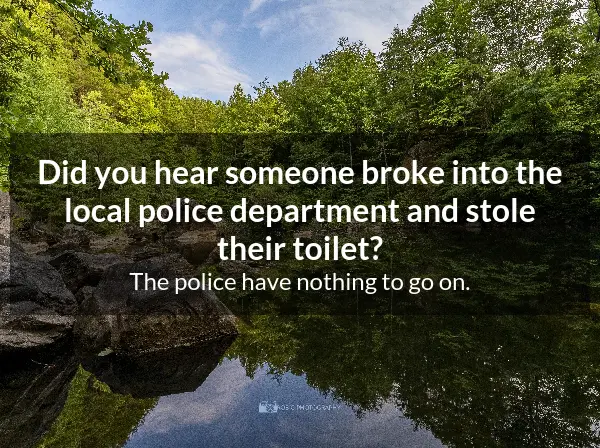 Did you hear someone broke into the
local police department and stole
their toilet?
The police have nothing to go on.
PHOTOGRAPHY